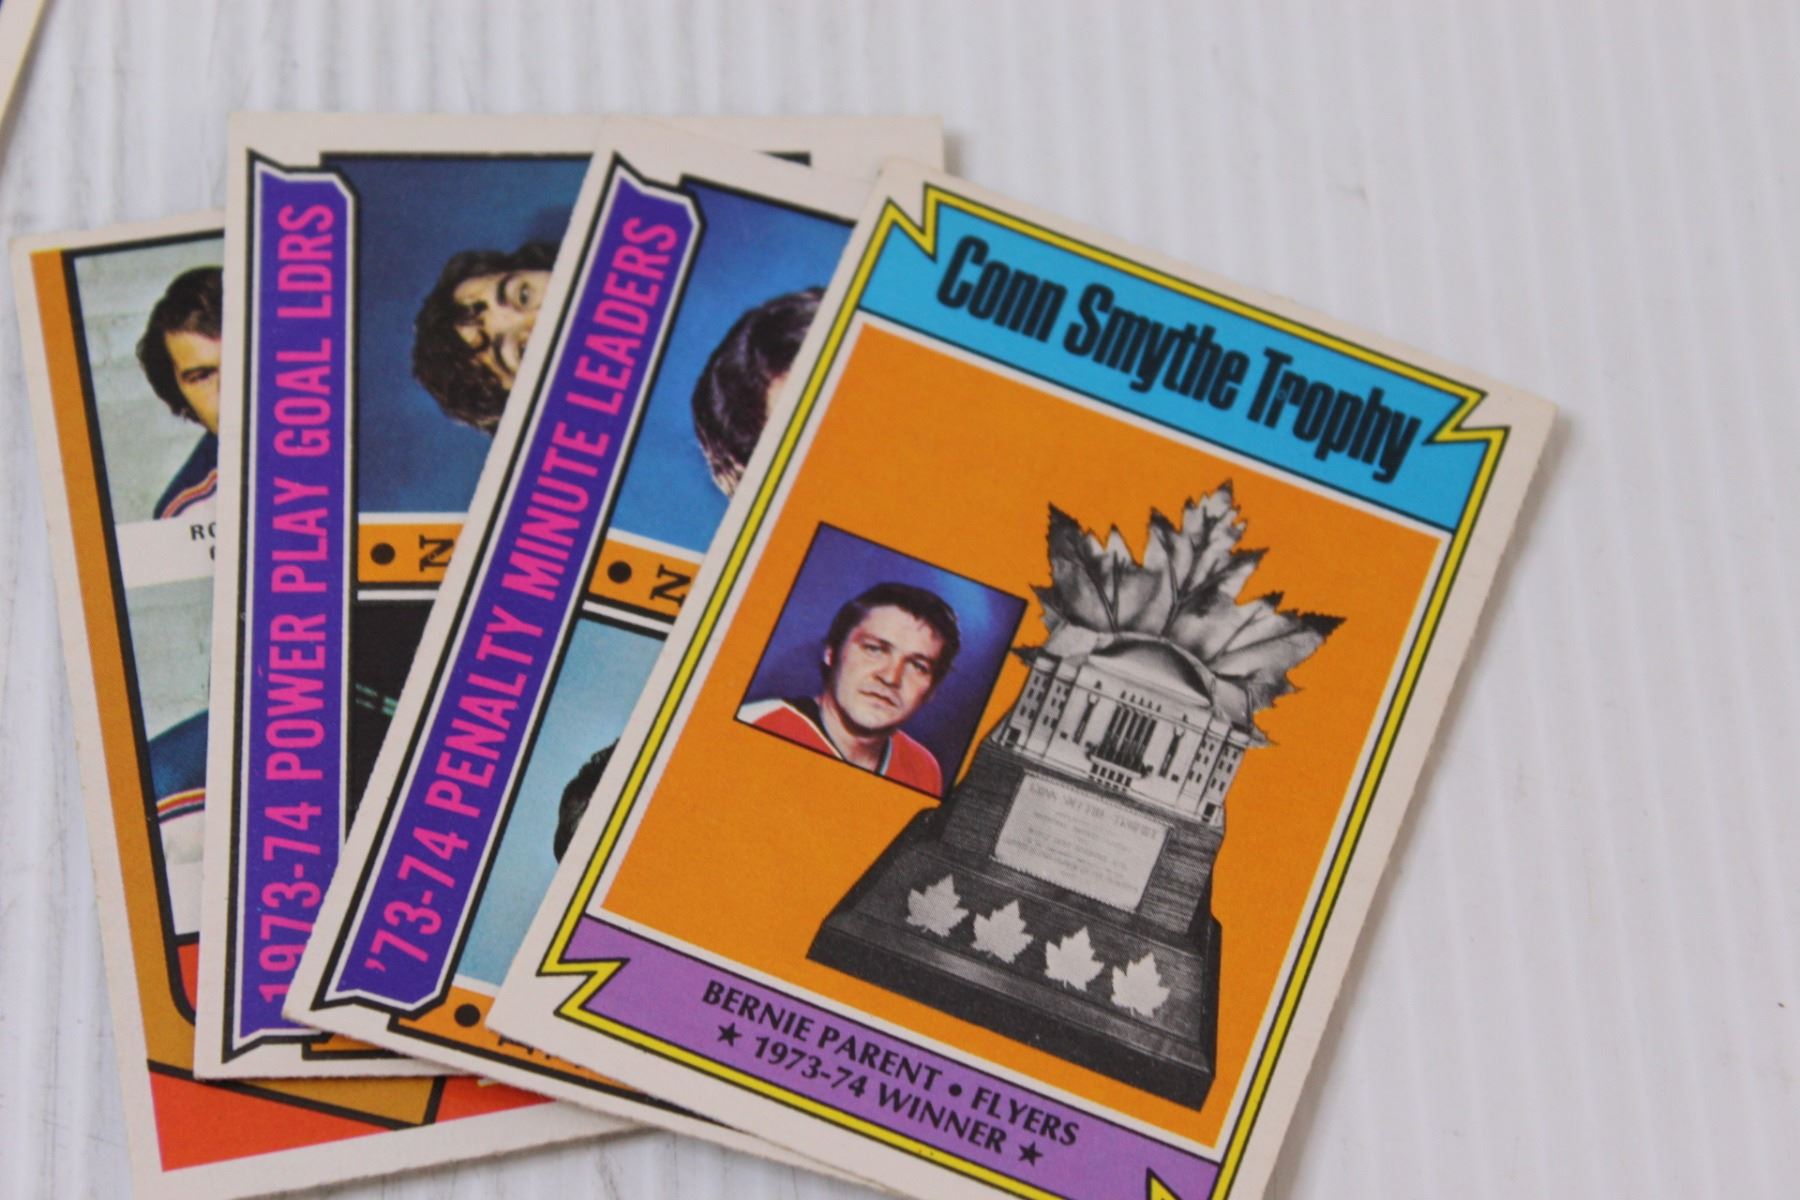 1973-74 POWER PLAY GOAL LDRS
'73-74 PENALTY MINUTE LEADERS
Conn Smythe Trophy
BERNIE PARENT • FLYERS
★ 1973-74 WINNER ★